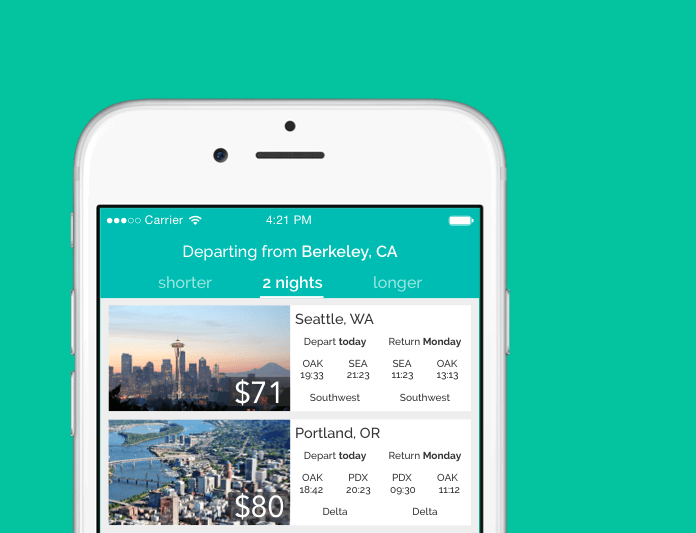 Carrier 4:21 PM
Departing from Berkeley, CA
shorter 2 nights longer
Seattle, WA
Depart today Return Monday
OAK SEA SEA OAK
19:33 21:23 11:23 13:13
Southwest Southwest
$71
Portland, OR
Depart today Return Monday
OAK PDX PDX OAK
18:42 20:23 09:30 11:12
Delta Delta
$80